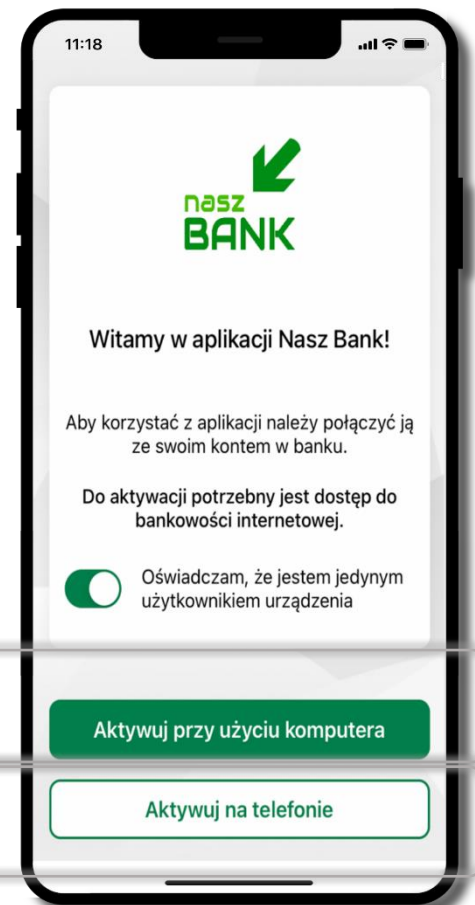 11:18
nasz
BANK
Witamy w aplikacji Nasz Bank!
Aby korzystać z aplikacji należy połączyć ją
ze swoim kontem w banku.
Do aktywacji potrzebny jest dostęp do
bankowości internetowej.
Oświadczam, że jestem jedynym
użytkownikiem urządzenia
Aktywuj przy użyciu komputera
Aktywuj na telefonie